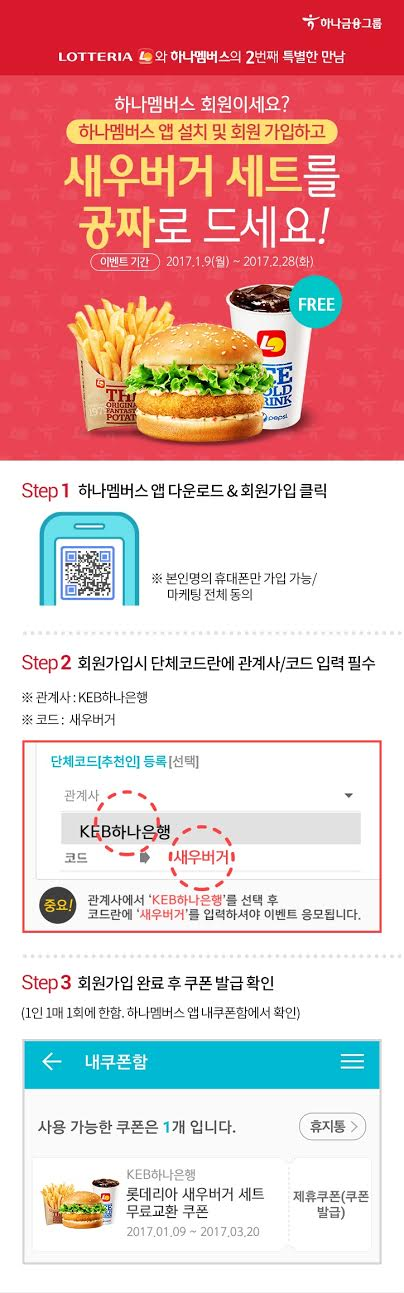 하나금융그룹
LOTTERIA 와 하나멤버스의 2번째 특별한 만남
하나멤버스 회원이세요?
하나멤버스 앱 설치 및 회원 가입하고
새우버거 세트를
공짜로 드세요!
이벤트 기간 2017.1.9(월) ~ 2017.2.28(화)
FREE
THE
ORIGINAL
FANTASTIC
POTATO
ICE
COLD
DRINK
pepsi
Step 1 하나멤버스 앱 다운로드 & 회원가입 클릭
※ 본인명의 휴대폰만 가입 가능/
마케팅 전체 동의
Step 2 회원가입시 단체코드란에 관계사/코드 입력 필수
※ 관계사 : KEB하나은행
※ 코드 : 새우버거
단체코드[추천인] 등록 [선택]
관계사
KEB하나은행
코드 새우버거
중요! 관계사에서 'KEB하나은행'를 선택 후
코드란에 '새우버거'를 입력하셔야 이벤트 응모됩니다.
Step 3 회원가입 완료 후 쿠폰 발급 확인
(1인 1매 1회에 한함. 하나멤버스 앱 내쿠폰함에서 확인)
내쿠폰함
사용 가능한 쿠폰은 1개 입니다. 휴지통 >
KEB하나은행
롯데리아 새우버거 세트
무료교환 쿠폰
2017.01.09 ~ 2017.03.20
제휴쿠폰(쿠폰
발급)